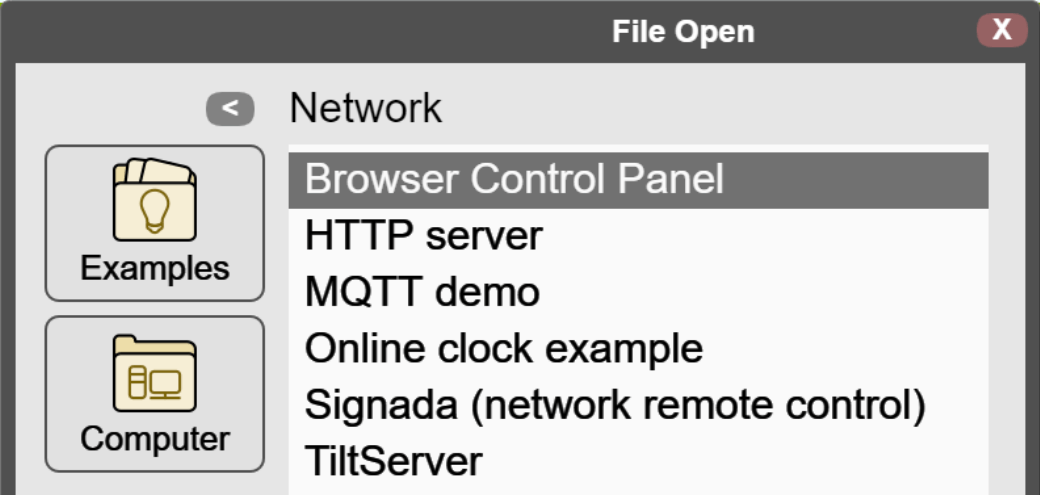 File Open
X
<
Network
Examples
Computer
Browser Control Panel
HTTP server
MQTT demo
Online clock example
Signada (network remote control)
TiltServer